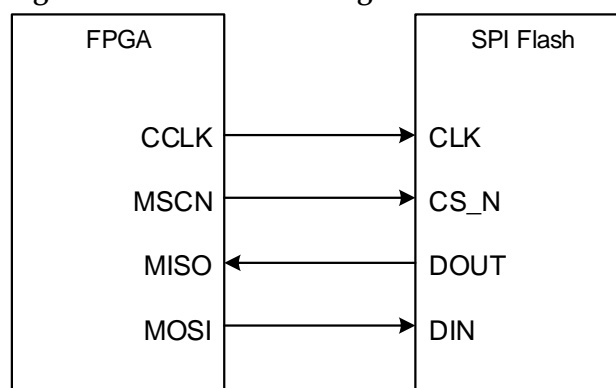 FPGA SPI Flash
CCLK CLK
MSCN CS_N
MISO DOUT
MOSI DIN